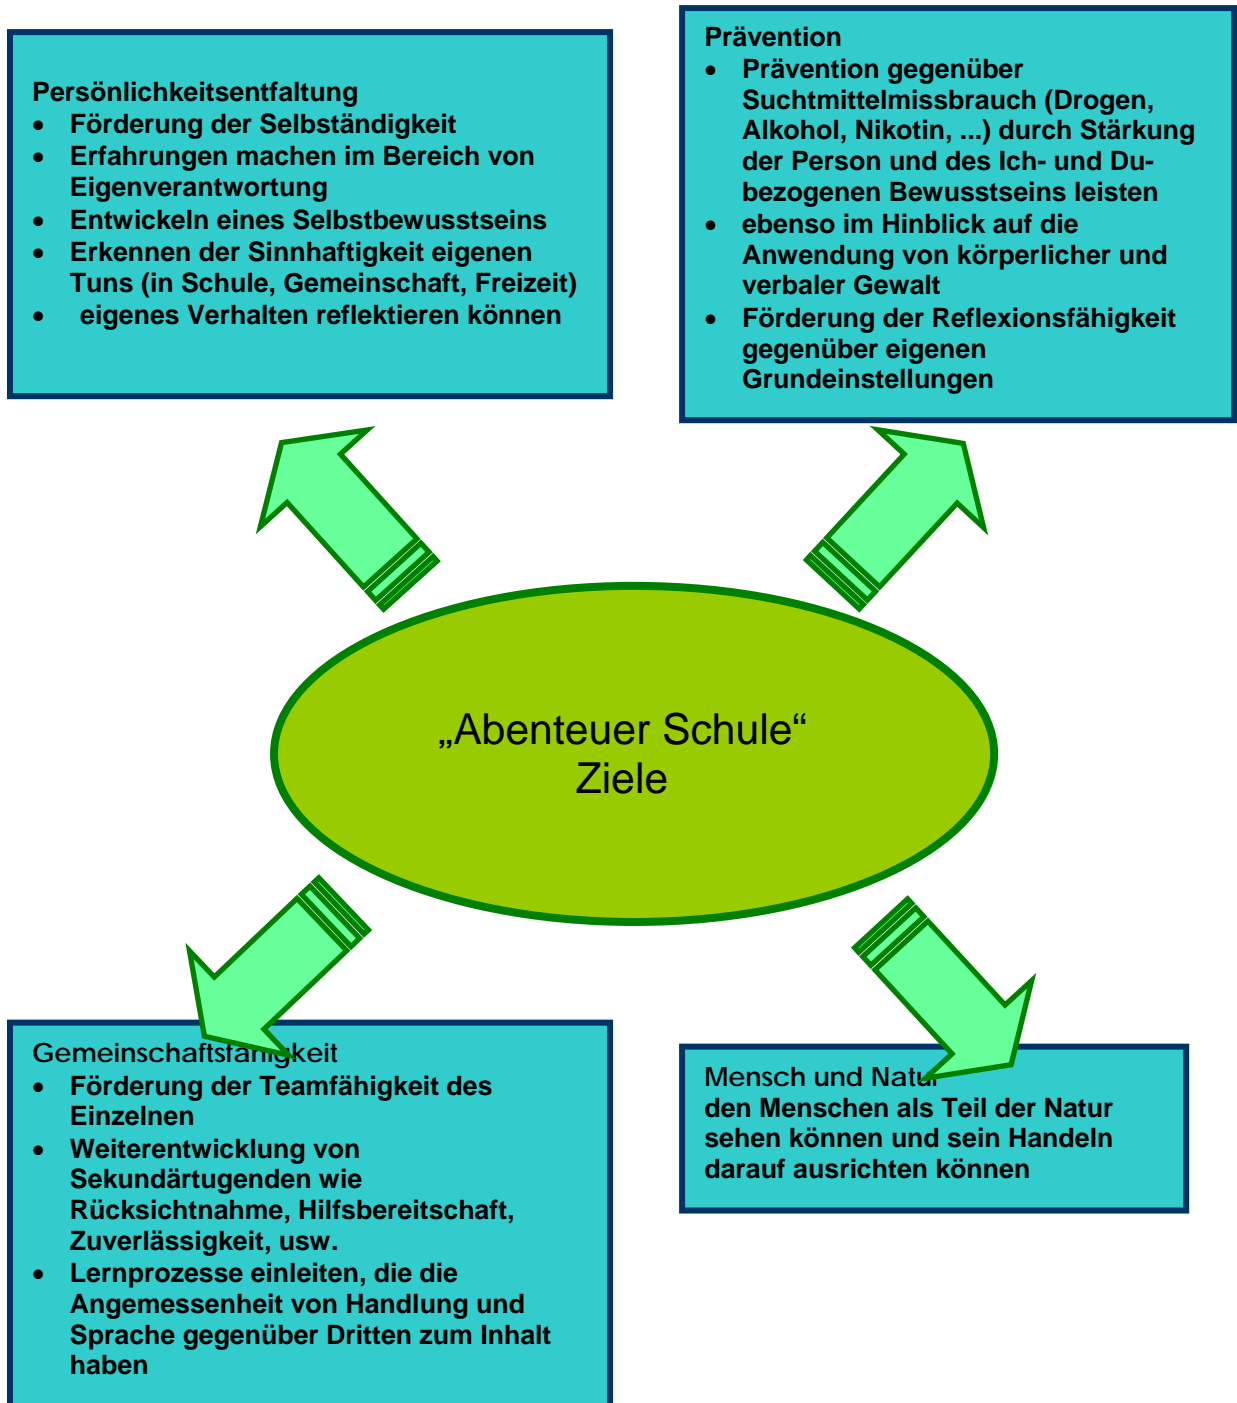 Persönlichkeitsentfaltung
• Förderung der Selbständigkeit
• Erfahrungen machen im Bereich von
Eigenverantwortung
• Entwickeln eines Selbstbewusstseins
• Erkennen der Sinnhaftigkeit eigenen
Tuns (in Schule, Gemeinschaft, Freizeit)
• eigenes Verhalten reflektieren können
Prävention
• Prävention gegenüber
Suchtmittelmissbrauch (Drogen,
Alkohol, Nikotin, ...) durch Stärkung
der Person und des Ich- und Du-
bezogenen Bewusstseins leisten
• ebenso im Hinblick auf die
Anwendung von körperlicher und
verbaler Gewalt
• Förderung der Reflexionsfähigkeit
gegenüber eigenen
Grundeinstellungen
„Abenteuer Schule“
Ziele
Gemeinschaftsfähigkeit
• Förderung der Teamfähigkeit des
Einzelnen
• Weiterentwicklung von
Sekundärtugenden wie
Rücksichtnahme, Hilfsbereitschaft,
Zuverlässigkeit, usw.
• Lernprozesse einleiten, die die
Angemessenheit von Handlung und
Sprache gegenüber Dritten zum Inhalt
haben
Mensch und Natur
den Menschen als Teil der Natur
sehen können und sein Handeln
darauf ausrichten können